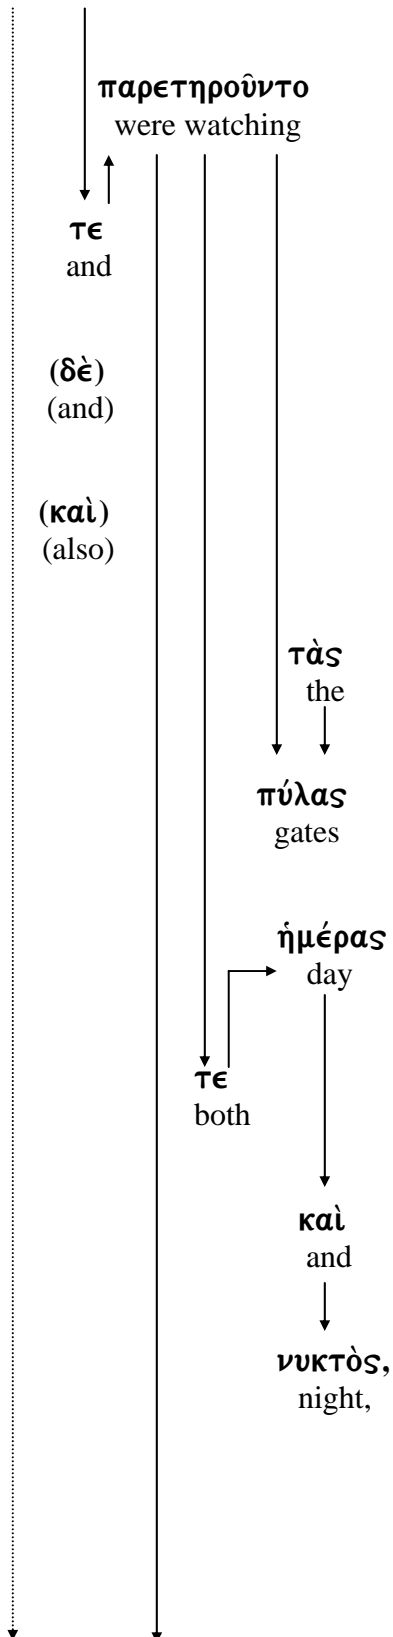 παρετηροῦντο
were watching
τε
and
(δὲ)
(and)
(καὶ)
(also)
τὰς
the
πύλας
gates
ἡμέρας
day
τε
both
καὶ
and
νυκτὸς,
night,